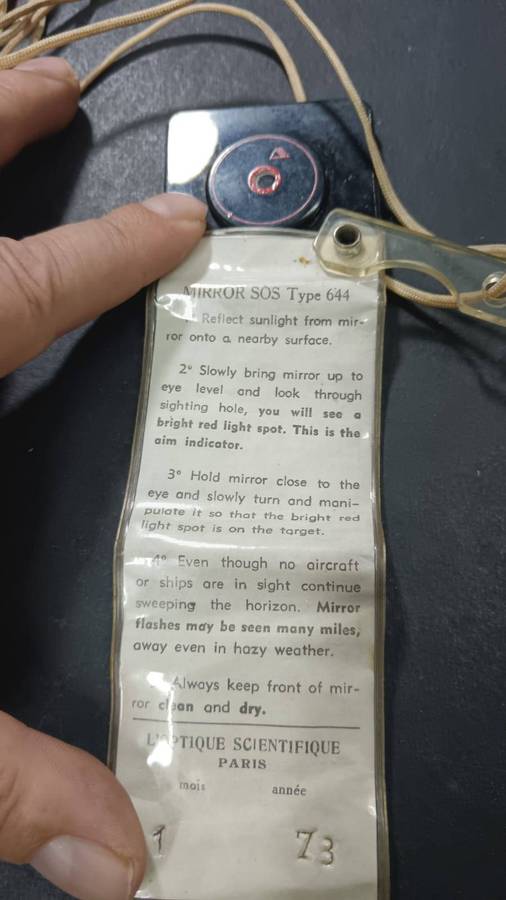 MIRROR SOS Type 644
Reflect sunlight from mir-
ror onto a nearby surface.
2° Slowly bring mirror up to
eye level and look through
sighting hole, you will see a
bright red light spot. This is the
aim indicator.
3° Hold mirror close to the
eye and slowly turn and mani-
pulate it so that the bright red
light spot is on the target.
4° Even though no aircraft
or ships are in sight continue
sweeping the horizon. Mirror
flashes may be seen many miles,
away even in hazy weather.
Always keep front of mir-
ror clean and dry.
L'OPTIQUE SCIENTIFIQUE
PARIS
mois année
1 73